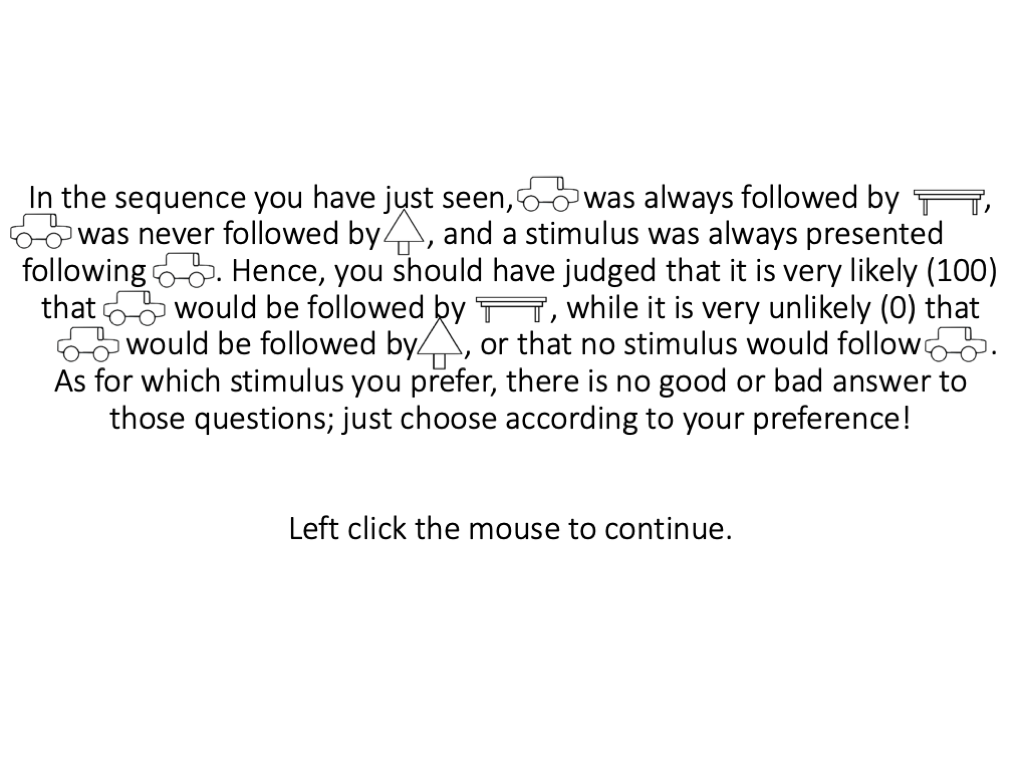 In the sequence you have just seen, was always followed by ,
was never followed by , and a stimulus was always presented
following . Hence, you should have judged that it is very likely (100)
that would be followed by , while it is very unlikely (0) that
would be followed by , or that no stimulus would follow .
As for which stimulus you prefer, there is no good or bad answer to
those questions; just choose according to your preference!
Left click the mouse to continue.